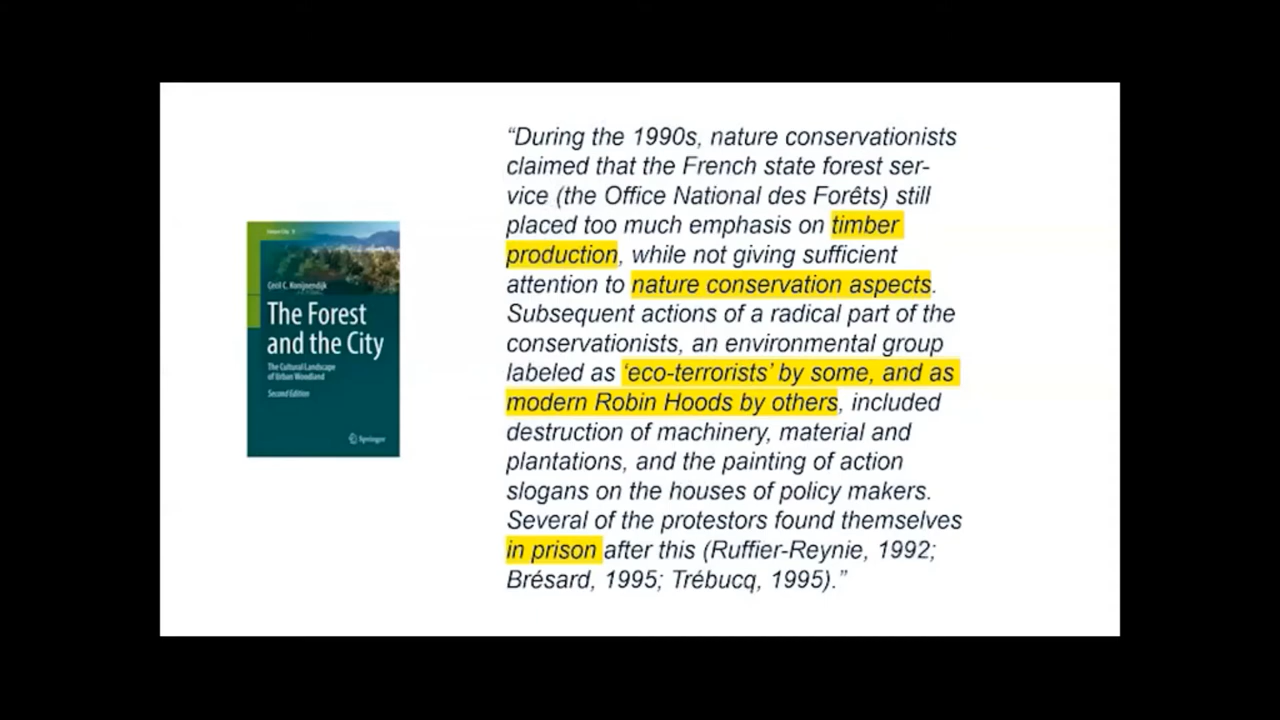 Future City 9
Cecil C. Konijnendijk
The Forest
and the City
The Cultural Landscape
of Urban Woodland
Second Edition
Springer
“During the 1990s, nature conservationists
claimed that the French state forest ser-
vice (the Office National des Forêts) still
placed too much emphasis on timber
production, while not giving sufficient
attention to nature conservation aspects.
Subsequent actions of a radical part of the
conservationists, an environmental group
labeled as ‘eco-terrorists’ by some, and as
modern Robin Hoods by others, included
destruction of machinery, material and
plantations, and the painting of action
slogans on the houses of policy makers.
Several of the protestors found themselves
in prison after this (Ruffier-Reynie, 1992;
Brésard, 1995; Trébucq, 1995).”